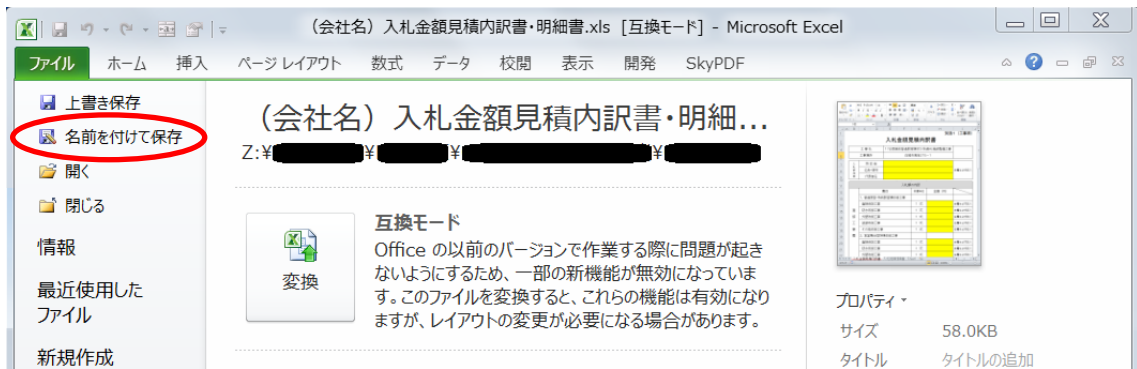 (会社名)入札金額見積内訳書・明細書.xls [互換モード] - Microsoft Excel
ファイル ホーム 挿入 ページ レイアウト 数式 データ 校閲 表示 開発 SkyPDF
上書き保存
名前を付けて保存
開く
閉じる
情報
最近使用した
ファイル
新規作成
(会社名)入札金額見積内訳書・明細...
Z:¥ ¥ ¥ ¥
変換
互換モード
Office の以前のバージョンで作業する際に問題が起き
ないようにするため、一部の新機能が無効になっていま
す。このファイルを変換すると、これらの機能は有効になり
ますが、レイアウトの変更が必要になる場合があります。
入札金額見積内訳書
プロパティ
サイズ 58.0KB
タイトル タイトルの追加